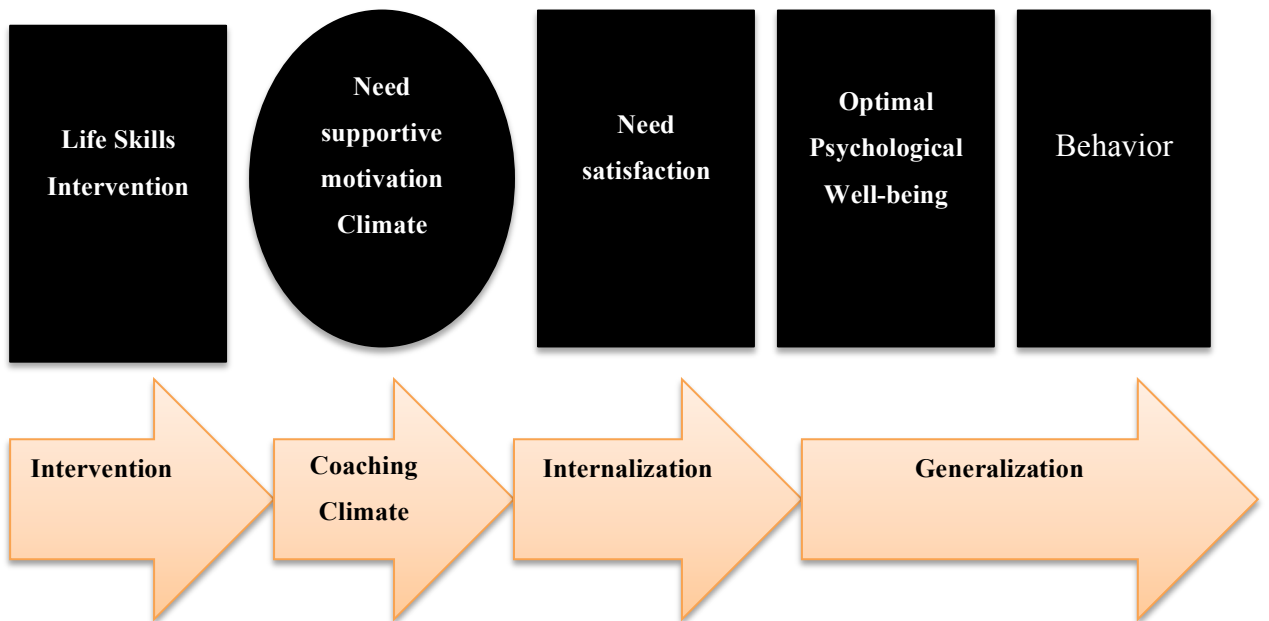 Life Skills
Intervention
Need
supportive
motivation
Climate
Need
satisfaction
Optimal
Psychological
Well-being
Behavior
Intervention
Coaching
Climate
Internalization
Generalization